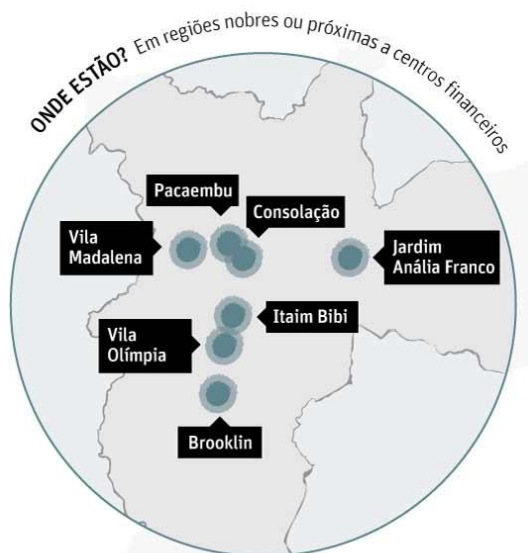 ONDE ESTÃO? Em regiões nobres ou próximas a centros financeiros
Pacaembu
Consolação
Vila
Madalena
Jardim
Anália Franco
Itaim Bibi
Vila
Olímpia
Brooklin